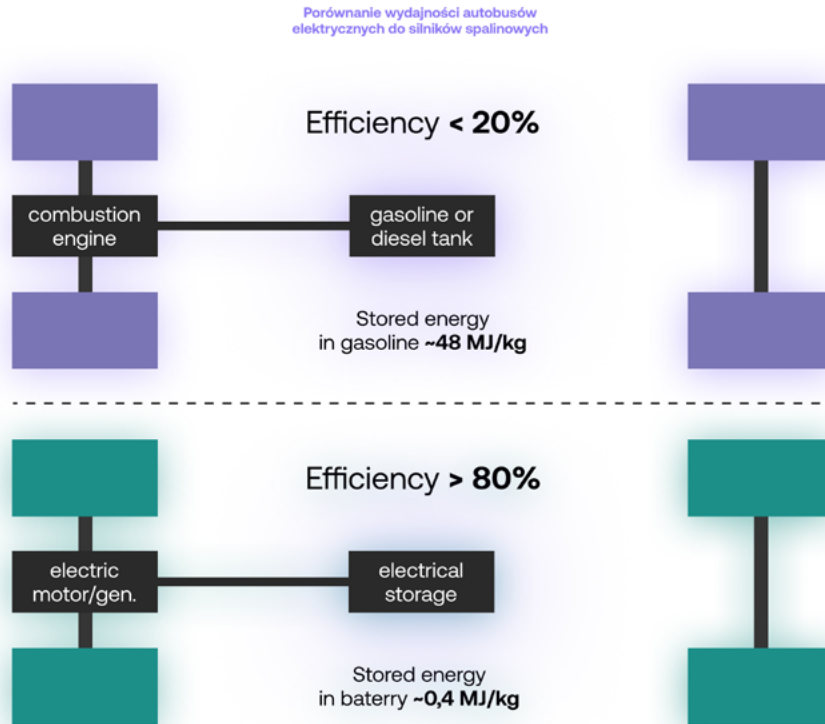 Porównanie wydajności autobusów
elektrycznych do silników spalinowych
Efficiency < 20%
combustion
engine
gasoline or
diesel tank
Stored energy
in gasoline ~48 MJ/kg
Efficiency > 80%
electric
motor/gen.
electrical
storage
Stored energy
in baterry ~0,4 MJ/kg